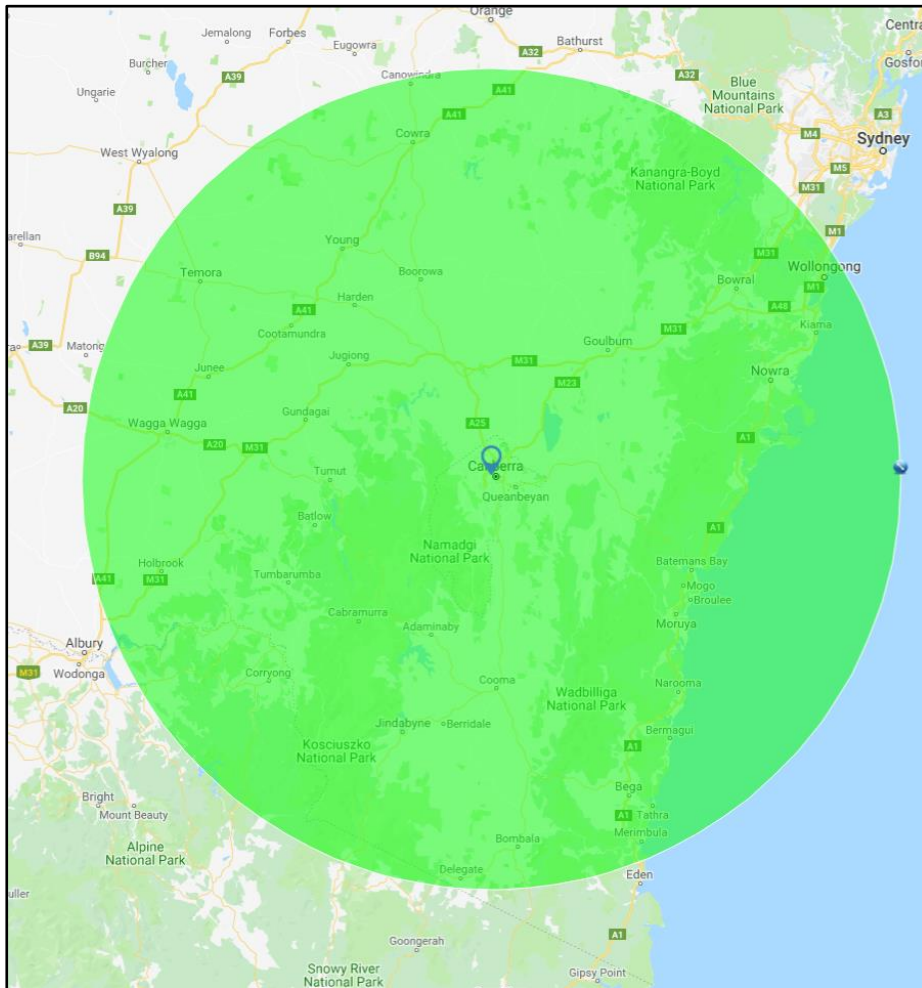 Orange
Central
Jemalong
Forbes
Eugowra
A32
Bathurst
Gosford
Burcher
A39
Canowindra
A32
Blue
Mountains
National Park
Ungarie
A41
A3
A41
Cowra
M4
Sydney
West Wyalong
M5
Kanangra-Boyd
National Park
M31
A39
M1
arellan
Young
M31
B94
Boorowa
Wollongong
Temora
Bowral
M1
Harden
A48
A41
Kiama
Cootamundra
M31
Goulburn
A39
Matong
Jugiong
M31
Junee
Nowra
M23
A41
A20
Gundagai
A25
Wagga Wagga
A1
A20
M31
Canberra
Tumut
Queanbeyan
Batlow
A1
Namadgi
National Park
Holbrook
Batemans Bay
A41
M31
Tumbarumba
Mogo
Broulee
Cabramurra
Moruya
Adaminaby
Albury
Wodonga
M31
Corryong
Cooma
Narooma
Wadbilliga
National Park
Jindabyne
Berridale
Bermagui
Kosciuszko
National Park
A1
Bega
Bright
Mount Beauty
Tathra
A1
Merimbula
Alpine
National Park
Bombala
Delegate
Eden
uller
A1
Goongerah
Snowy River
National Park
Gipsy Point